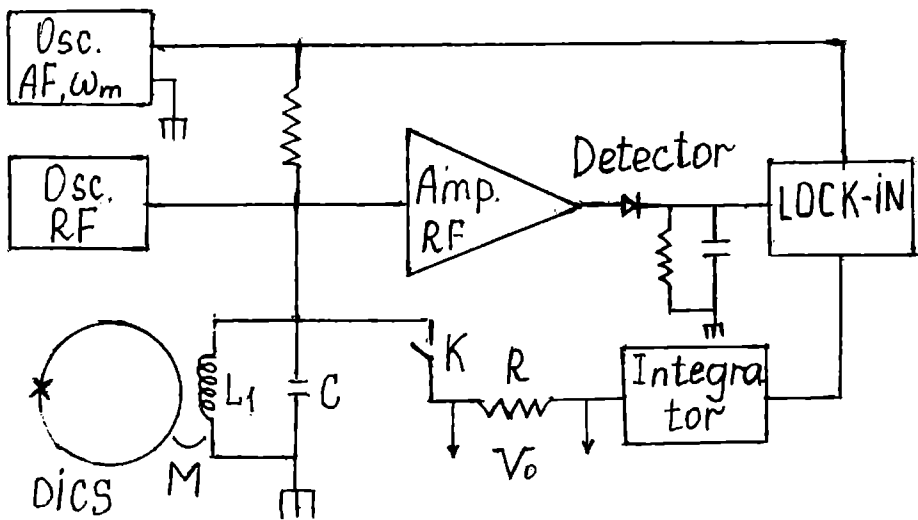 Osc.
AF, ωm
Osc.
RF
Amp.
RF
Detector
LOCK-iN
K
R
Integra
tor
L1
C
V0
M
DiCS